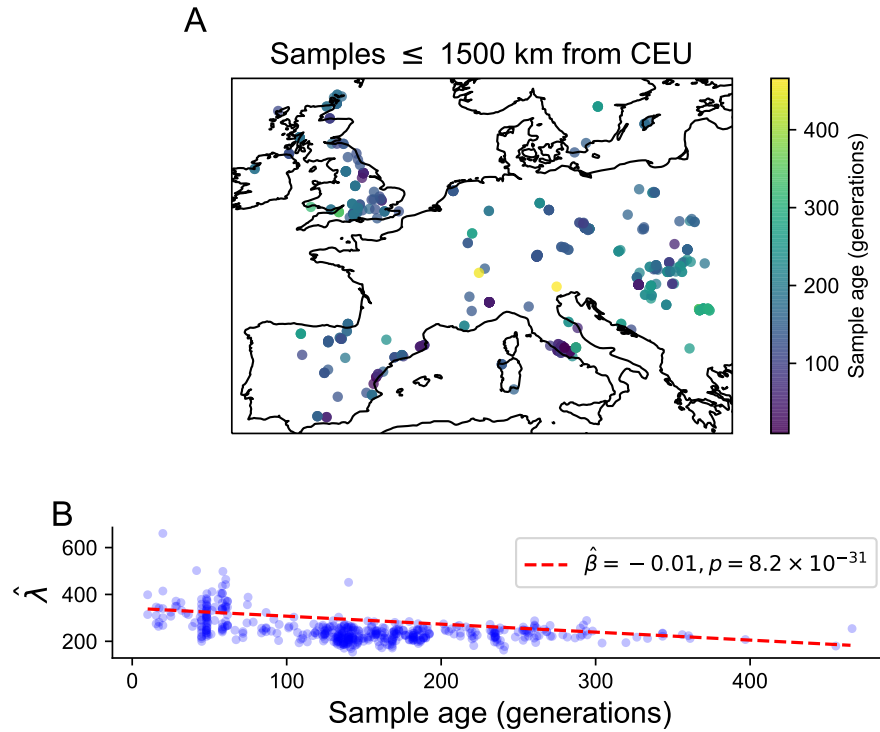 A
Samples ≤ 1500 km from CEU
400
300
200
100
Sample age (generations)
B
600
400
200
λ̂
β̂ = − 0.01, p = 8.2 × 10⁻³¹
0 100 200 300 400
Sample age (generations)